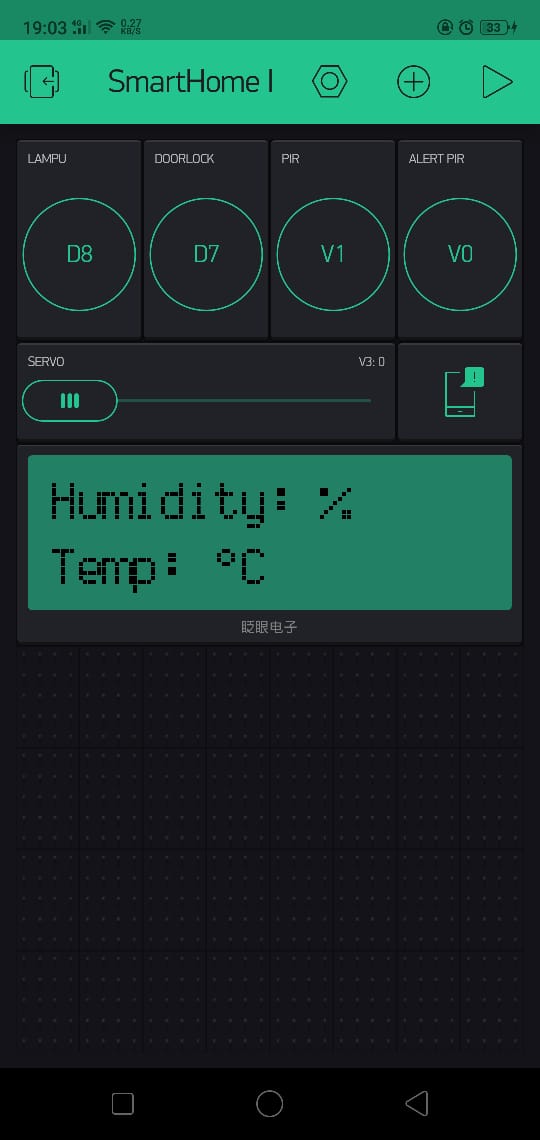 19:03 4G 0.27 KB/S 33
SmartHome I
LAMPU DOORLOCK PIR ALERT PIR
D8 D7 V1 V0
SERVO V3: 0
!
Humidity: %
Temp: °C
眨眼电子